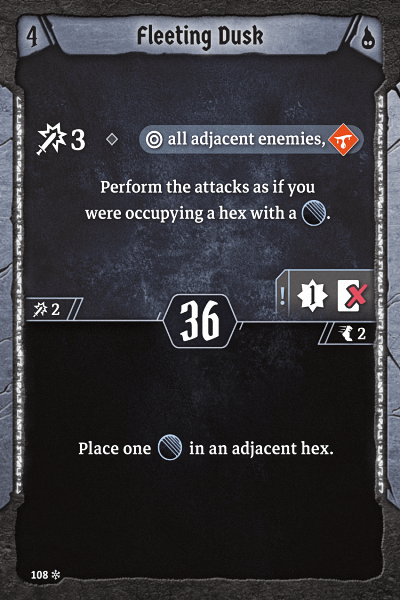 4 Fleeting Dusk
3 all adjacent enemies,
Perform the attacks as if you
were occupying a hex with a .
! 1
2 36 2
Place one in an adjacent hex.
108